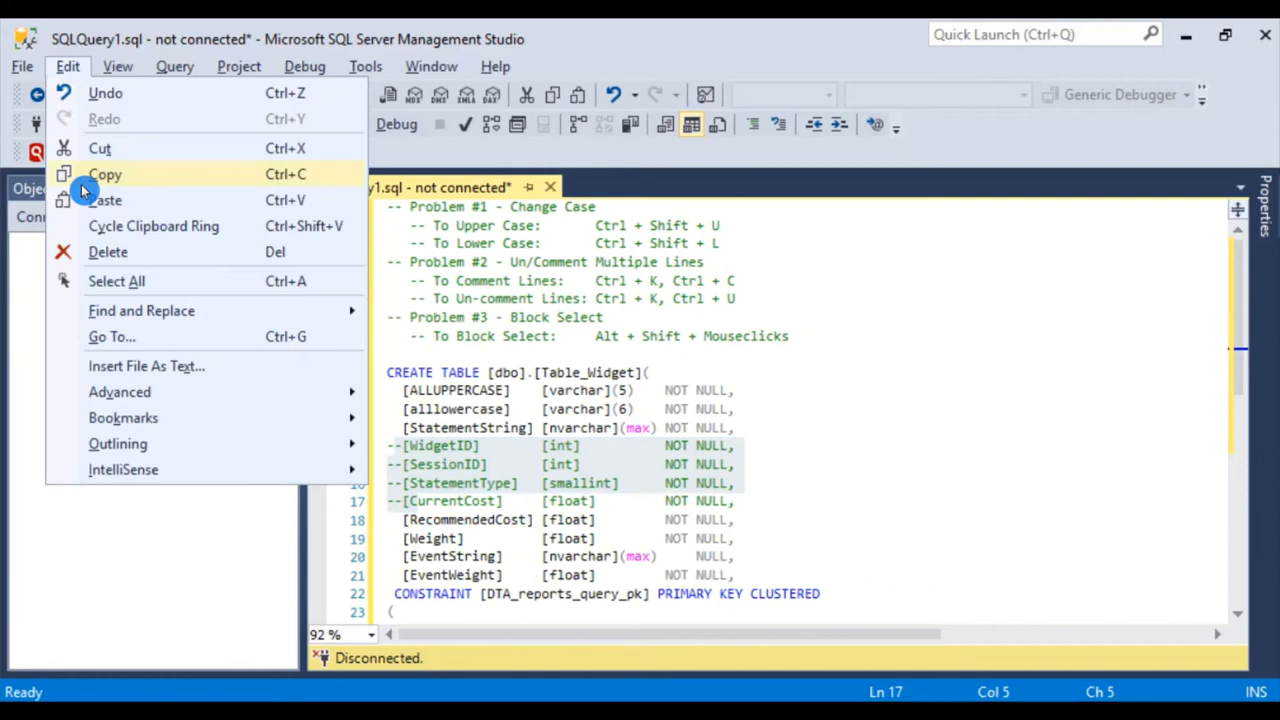 SQLQuery1.sql - not connected* - Microsoft SQL Server Management Studio
Quick Launch (Ctrl+Q)
File Edit View Query Project Debug Tools Window Help
Undo Ctrl+Z
Redo Ctrl+Y
Cut Ctrl+X
Copy Ctrl+C
Paste Ctrl+V
Cycle Clipboard Ring Ctrl+Shift+V
Delete Del
Select All Ctrl+A
Find and Replace
Go To... Ctrl+G
Insert File As Text...
Advanced
Bookmarks
Outlining
IntelliSense
MDX DMX XMLA DAX
Generic Debugger
Debug
y1.sql - not connected*
Properties
-- Problem #1 - Change Case
-- To Upper Case: Ctrl + Shift + U
-- To Lower Case: Ctrl + Shift + L
-- Problem #2 - Un/Comment Multiple Lines
-- To Comment Lines: Ctrl + K, Ctrl + C
-- To Un-comment Lines: Ctrl + K, Ctrl + U
-- Problem #3 - Block Select
-- To Block Select: Alt + Shift + Mouseclicks
CREATE TABLE [dbo].[Table_Widget](
[ALLUPPERCASE] [varchar](5) NOT NULL,
[alllowercase] [varchar](6) NOT NULL,
[StatementString] [nvarchar](max) NOT NULL,
--[WidgetID] [int] NOT NULL,
--[SessionID] [int] NOT NULL,
--[StatementType] [smallint] NOT NULL,
17 --[CurrentCost] [float] NOT NULL,
18 [RecommendedCost] [float] NOT NULL,
19 [Weight] [float] NOT NULL,
20 [EventString] [nvarchar](max) NULL,
21 [EventWeight] [float] NOT NULL,
22 CONSTRAINT [DTA_reports_query_pk] PRIMARY KEY CLUSTERED
23 (
92 %
Disconnected.
Ready Ln 17 Col 5 Ch 5 INS